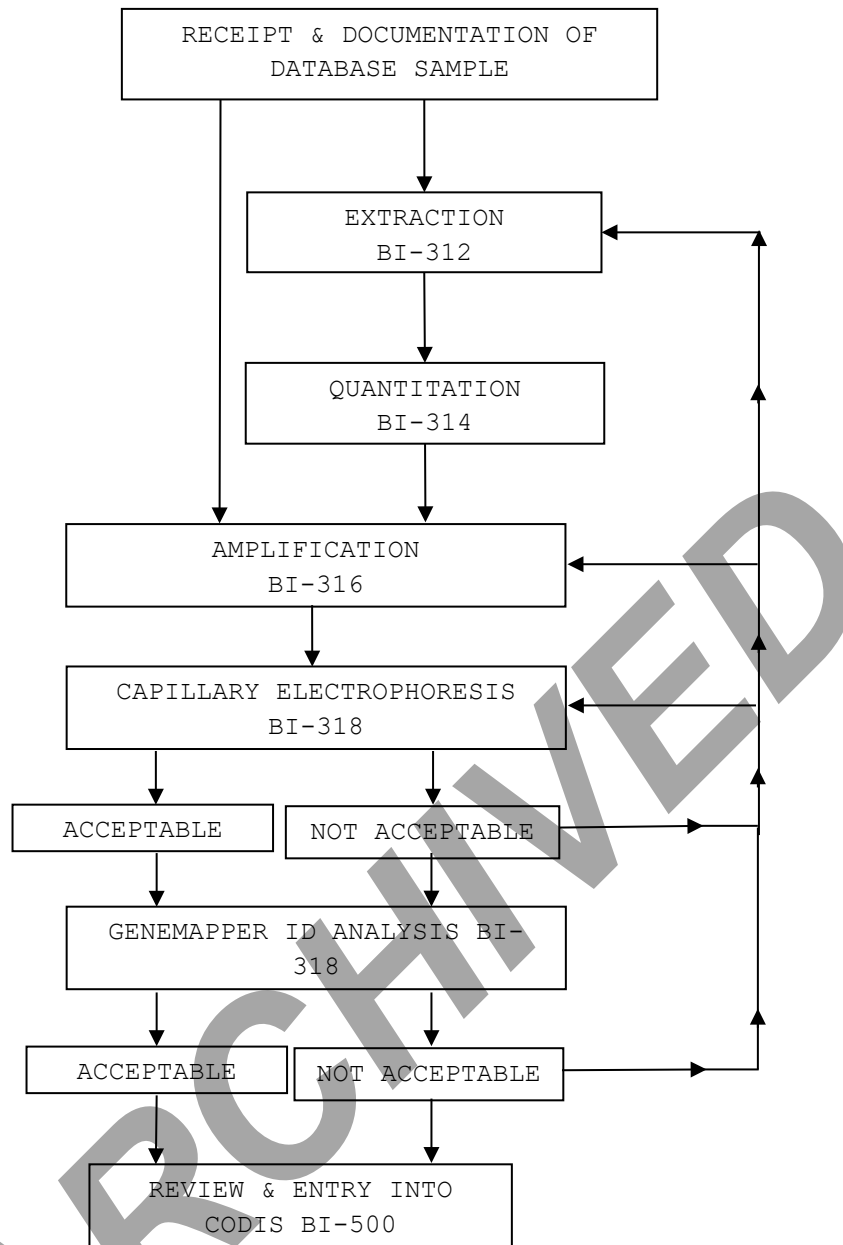 RECEIPT & DOCUMENTATION OF
DATABASE SAMPLE
EXTRACTION
BI-312
QUANTITATION
BI-314
AMPLIFICATION
BI-316
CAPILLARY ELECTROPHORESIS
BI-318
ACCEPTABLE
NOT ACCEPTABLE
GENEMAPPER ID ANALYSIS BI-
318
ACCEPTABLE
NOT ACCEPTABLE
REVIEW & ENTRY INTO
CODIS BI-500
ARCHIVED